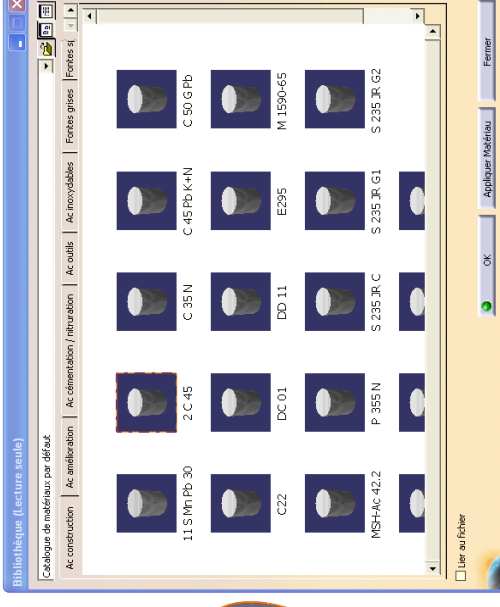 Bibliothèque (Lecture seule)
Catalogue de matériaux par défaut
Ac construction Ac amélioration Ac cémentation / nitruration Ac outils Ac inoxydables Fontes grises Fontes s
11 S Mn Pb 30 2 C 45 C 35 N C 45 Pb K+N C 50 G Pb
C22 DC 01 DD 11 E295 M 1590-65
MSH-Ac 42.2 P 355 N S 235 JR C S 235 JR G1 S 235 JR G2
Lier au fichier
OK Appliquer Matériau Fermer